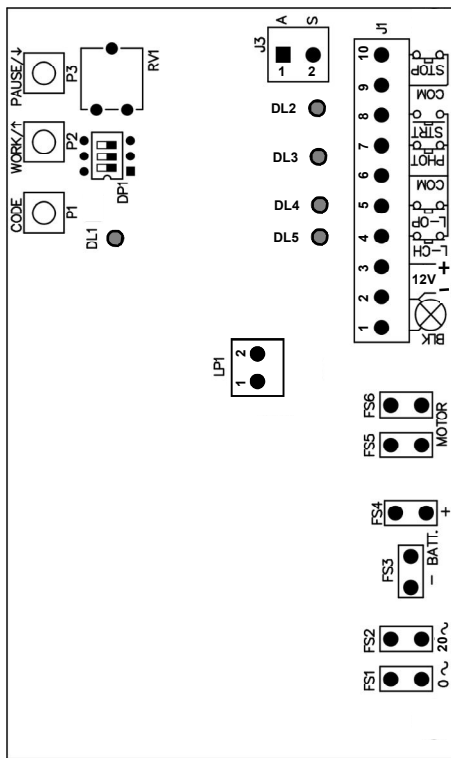 PAUSE/↓
P3
WORK/↑
P2
CODE
P1
RV1
DP1
DL1
A
S
J3
1
2
DL2
DL3
DL4
DL5
J1
10
9
8
7
6
5
4
3
2
1
STOP
COM
STRT
PHOT
COM
L-OP
L-CH
+
12V
-
BLK
LP1
2
1
FS6
FS5
MOTOR
FS4
+
BATT.
FS3
-
FS2
20~
FS1
0~